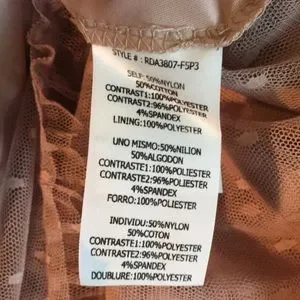 STYLE # : RDA3807-F5P3
SELF:50%NYLON
50%COTTON
CONTRAST1:100%POLYESTER
CONTRAST2:96%POLYESTER
4%SPANDEX
LINING:100%POLYESTER
UNO MISMO:50%NILION
50%ALGODON
CONTRASTE1:100%POLIESTER
CONTRASTE2:96%POLIESTER
4%SPANDEX
FORRO:100%POLIESTER
INDIVIDU:50%NYLON
50%COTON
CONTRASTE1:100%POLYESTER
CONTRASTE2:96%POLYESTER
4%SPANDEX
DOUBLURE:100%POLYESTER